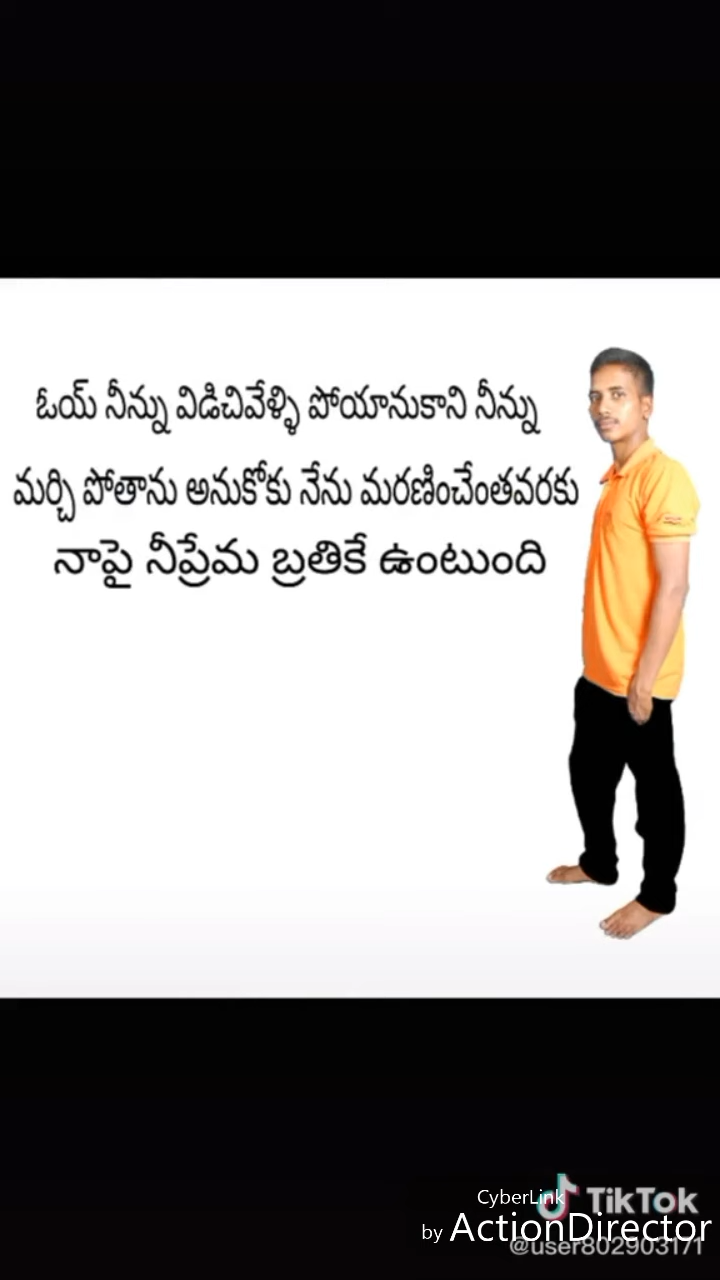 ఓయ్ నీన్ను విడిచివేళ్ళి పోయానుకాని నీన్ను
మర్చి పోతాను అనుకోకు నేను మరణించేంతవరకు
నాపై నీప్రేమ బ్రతికే ఉంటుంది
TikTok
CyberLink
by ActionDirector
@user802903171